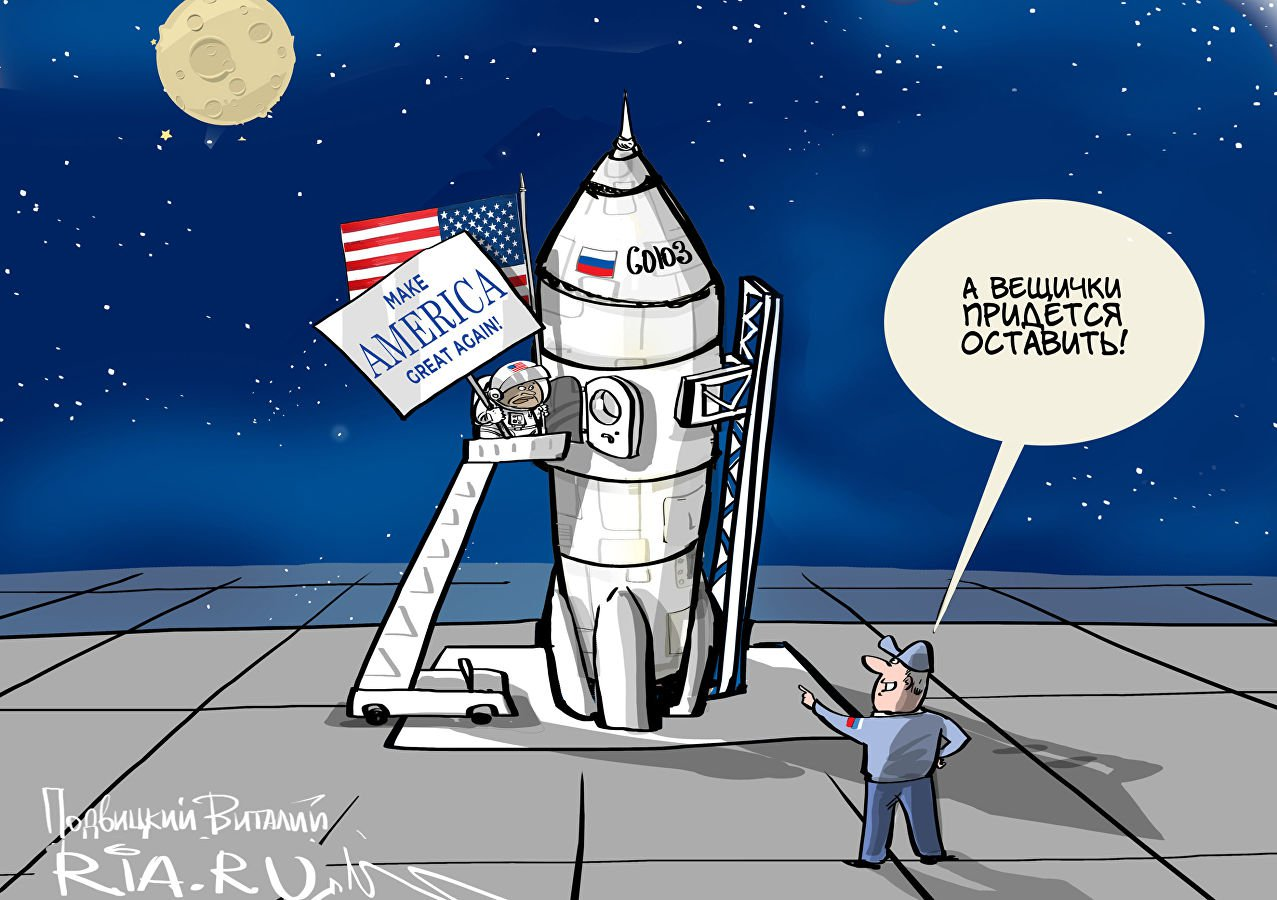 СОЮЗ
MAKE
AMERICA
GREAT AGAIN!
А ВЕЩИЧКИ
ПРИДЕТСЯ
ОСТАВИТЬ!
Подвицкий Виталий
RIA.RU